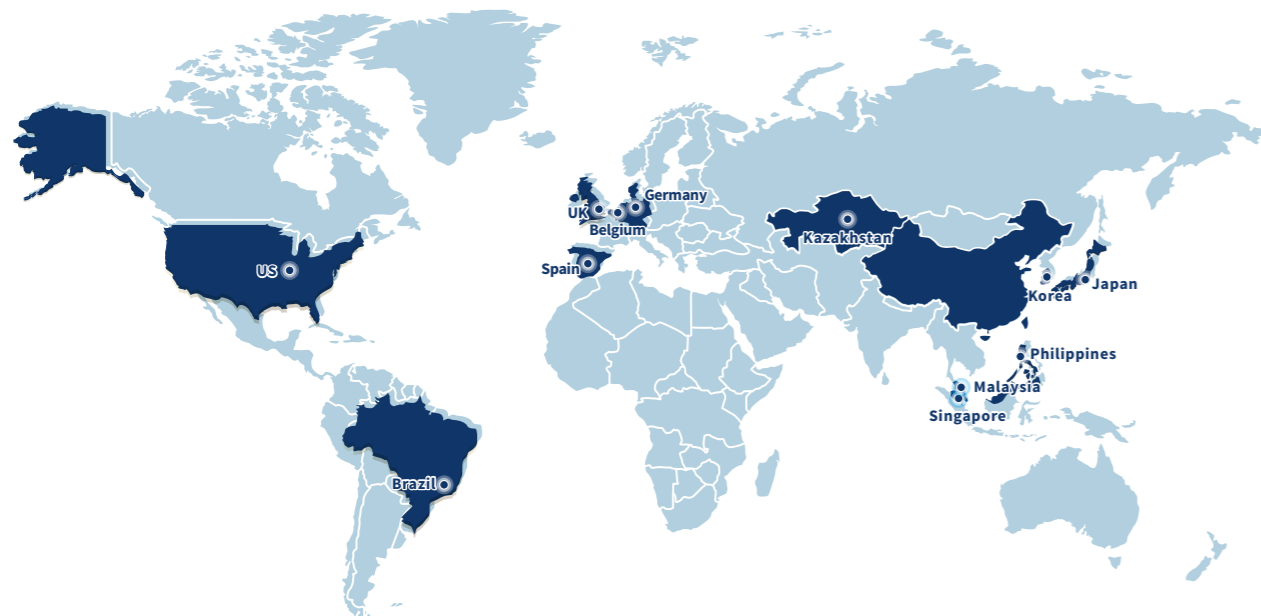 Germany
UK
Belgium
Kazakhstan
Spain
US
Japan
Korea
Philippines
Malaysia
Singapore
Brazil